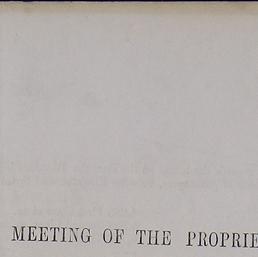 MEETING OF THE PROPRIE